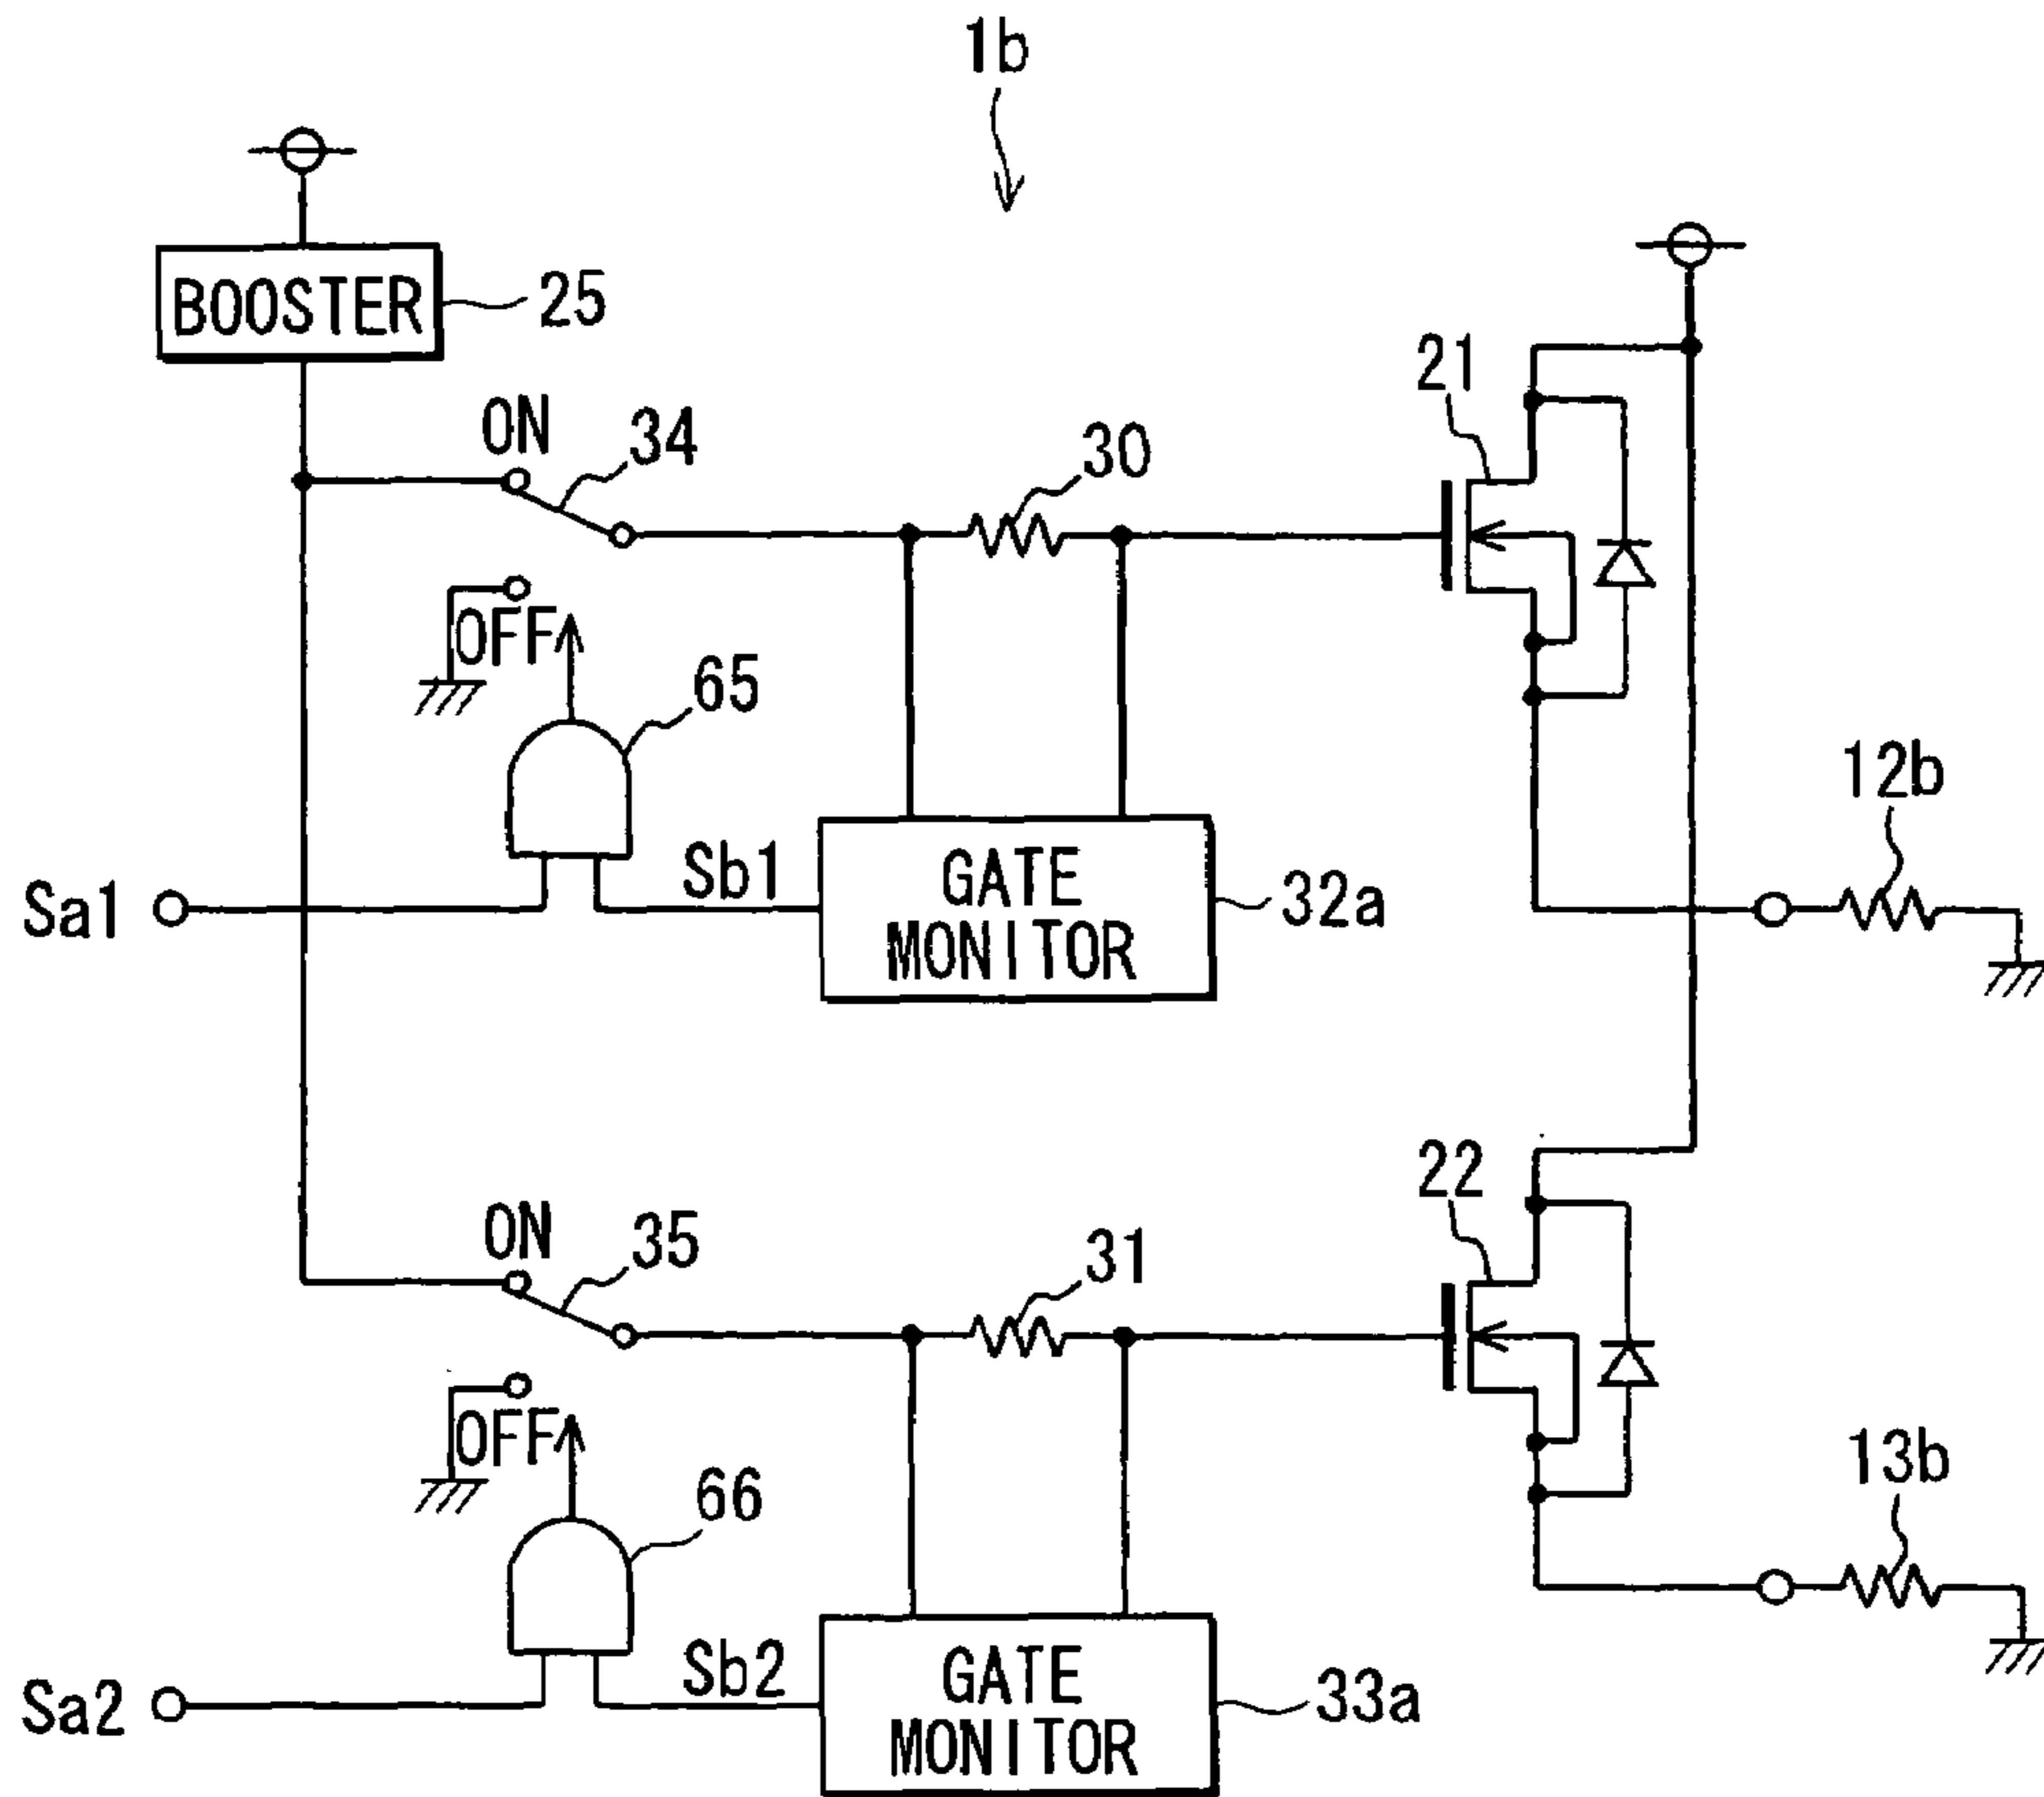 1b
BOOSTER
25
21
ON
34
30
OFF
65
12b
Sa1
Sb1
GATE
MONITOR
32a
22
ON
35
31
OFF
66
13b
Sa2
Sb2
GATE
MONITOR
33a